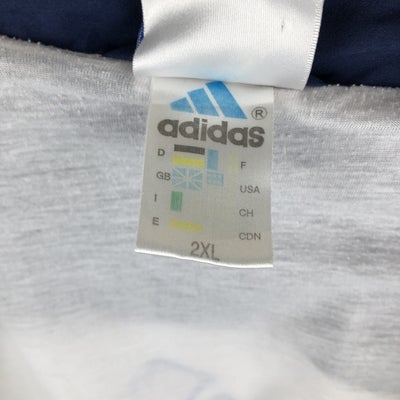 adidas®
D F
GB USA
I CH
E CDN
2XL